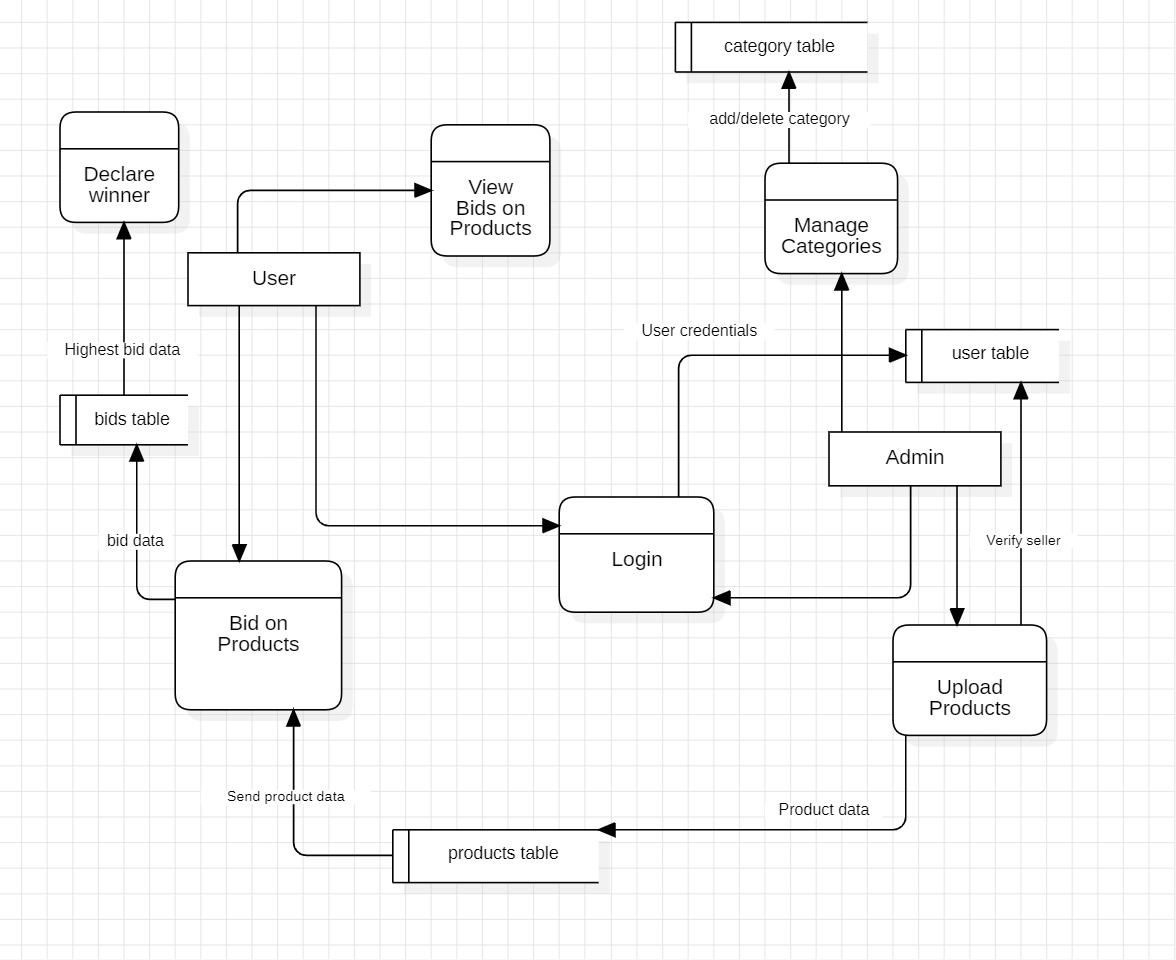 category table
add/delete category
Declare
winner
View
Bids on
Products
Manage
Categories
User
User credentials
user table
Highest bid data
bids table
Admin
bid data
Login
Verify seller
Bid on
Products
Upload
Products
Send product data
Product data
products table